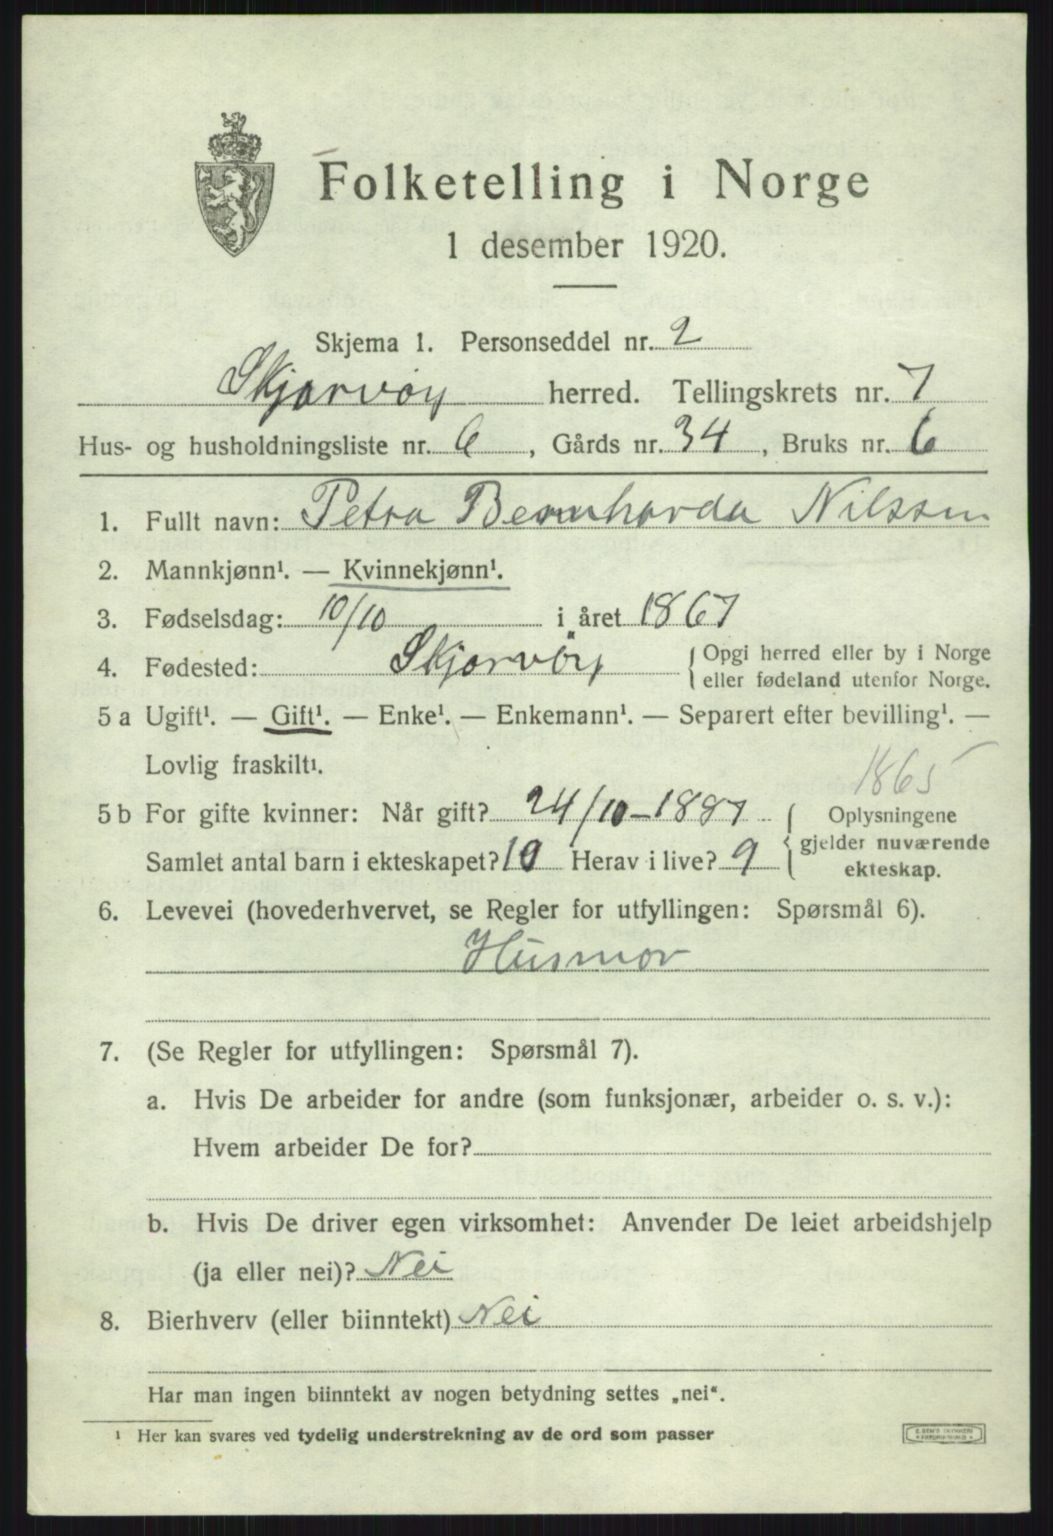 Folketelling i Norge
1 desember 1920.
Skjema 1. Personseddel nr. 2
Skjervøy herred. Tellingskrets nr. 7
Hus- og husholdningsliste nr. 6, Gårds nr. 34, Bruks nr. 6
1. Fullt navn: Petra Bernharda Nilssen
2. Mannkjønn¹. — Kvinnekjønn¹.
3. Fødselsdag: 10/10 i året 1867
4. Fødested: Skjervöy { Opgi herred eller by i Norge
eller fødeland utenfor Norge.
5 a Ugift¹. — Gift¹. — Enke¹. — Enkemann¹. — Separert efter bevilling¹. —
Lovlig fraskilt¹.
1865
5 b For gifte kvinner: Når gift? 24/10-1887 { Oplysningene
gjelder nuværende
ekteskap.
Samlet antal barn i ekteskapet? 10 Herav i live? 9
6. Levevei (hovederhvervet, se Regler for utfyllingen: Spørsmål 6).
Husmor
7. (Se Regler for utfyllingen: Spørsmål 7).
a. Hvis De arbeider for andre (som funksjonær, arbeider o. s. v.):
Hvem arbeider De for?
b. Hvis De driver egen virksomhet: Anvender De leiet arbeidshjelp
(ja eller nei)? Nei
8. Bierhverv (eller biinntekt) Nei
Har man ingen biinntekt av nogen betydning settes „nei".
¹ Her kan svares ved tydelig understrekning av de ord som passer